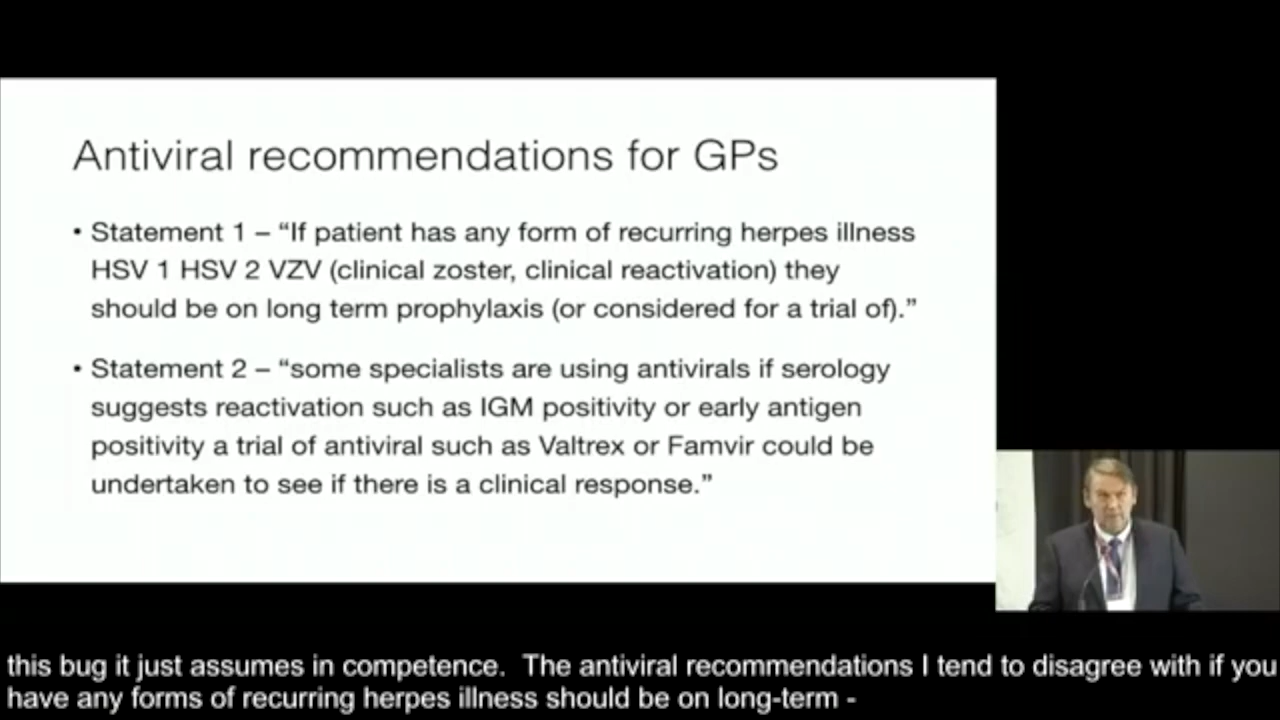 Antiviral recommendations for GPs
• Statement 1 – “If patient has any form of recurring herpes illness
HSV 1 HSV 2 VZV (clinical zoster, clinical reactivation) they
should be on long term prophylaxis (or considered for a trial of).”
• Statement 2 – “some specialists are using antivirals if serology
suggests reactivation such as IGM positivity or early antigen
positivity a trial of antiviral such as Valtrex or Famvir could be
undertaken to see if there is a clinical response.”
this bug it just assumes in competence.  The antiviral recommendations I tend to disagree with if you
have any forms of recurring herpes illness should be on long-term -